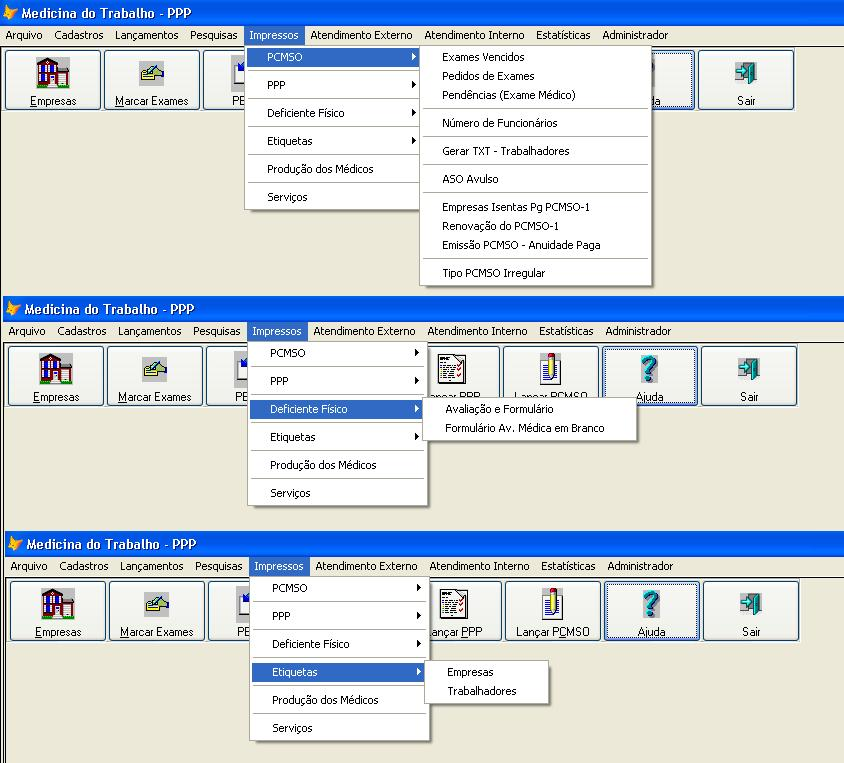 Medicina do Trabalho - PPP
Arquivo Cadastros Lançamentos Pesquisas Impressos Atendimento Externo Atendimento Interno Estatísticas Administrador
Empresas
Marcar Exames
Sair
PCMSO
PPP
Deficiente Físico
Etiquetas
Produção dos Médicos
Serviços
Exames Vencidos
Pedidos de Exames
Pendências (Exame Médico)
Número de Funcionários
Gerar TXT - Trabalhadores
ASO Avulso
Empresas Isentas Pg PCMSO-1
Renovação do PCMSO-1
Emissão PCMSO - Anuidade Paga
Tipo PCMSO Irregular
Medicina do Trabalho - PPP
Arquivo Cadastros Lançamentos Pesquisas Impressos Atendimento Externo Atendimento Interno Estatísticas Administrador
Empresas
Marcar Exames
Lançar PCMSO
Ajuda
Sair
PCMSO
PPP
Deficiente Físico
Etiquetas
Produção dos Médicos
Serviços
Avaliação e Formulário
Formulário Av. Médica em Branco
Medicina do Trabalho - PPP
Arquivo Cadastros Lançamentos Pesquisas Impressos Atendimento Externo Atendimento Interno Estatísticas Administrador
Empresas
Marcar Exames
ançar PPP
Lançar PCMSO
Ajuda
Sair
PCMSO
PPP
Deficiente Físico
Etiquetas
Produção dos Médicos
Serviços
Empresas
Trabalhadores